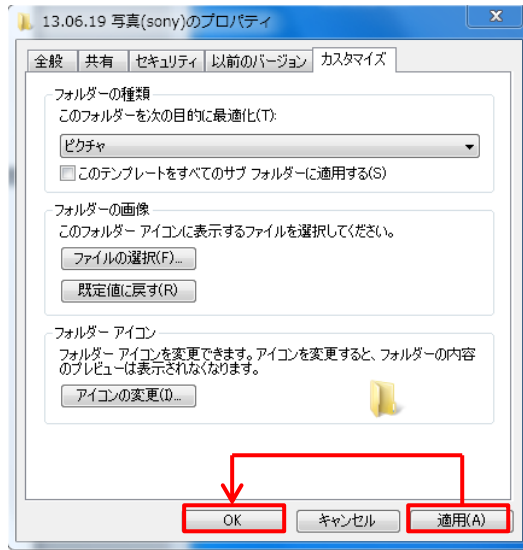 13.06.19 写真(sony)のプロパティ
全般 共有 セキュリティ 以前のバージョン カスタマイズ
フォルダーの種類
このフォルダーを次の目的に最適化(T):
ピクチャ
このテンプレートをすべてのサブ フォルダーに適用する(S)
フォルダーの画像
このフォルダー アイコンに表示するファイルを選択してください。
ファイルの選択(F)...
既定値に戻す(R)
フォルダー アイコン
フォルダー アイコンを変更できます。アイコンを変更すると、フォルダーの内容
のプレビューは表示されなくなります。
アイコンの変更(I)...
OK キャンセル 適用(A)